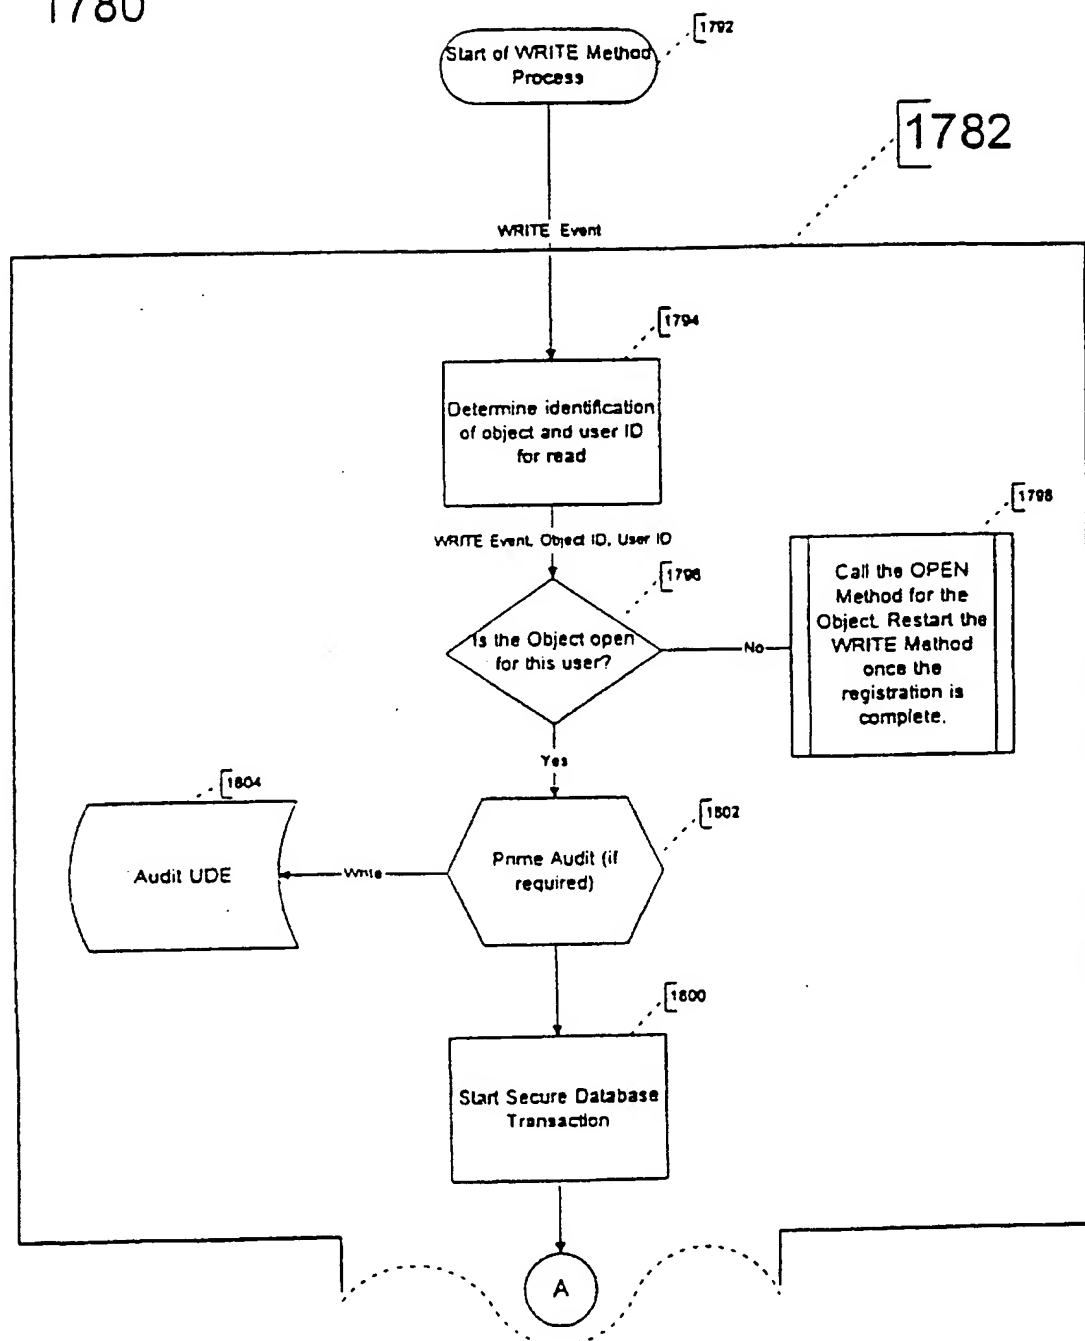 1780
1792
Start of WRITE Method
Process
1782
WRITE Event
1794
Determine identification
of object and user ID
for read
1798
WRITE Event, Object ID, User ID
1796
Call the OPEN
Method for the
Object. Restart the
WRITE Method
once the
registration is
complete.
Is the Object open
for this user?
No
Yes
1804
1802
Prime Audit (if
required)
Write
Audit UDE
1800
Start Secure Database
Transaction
A